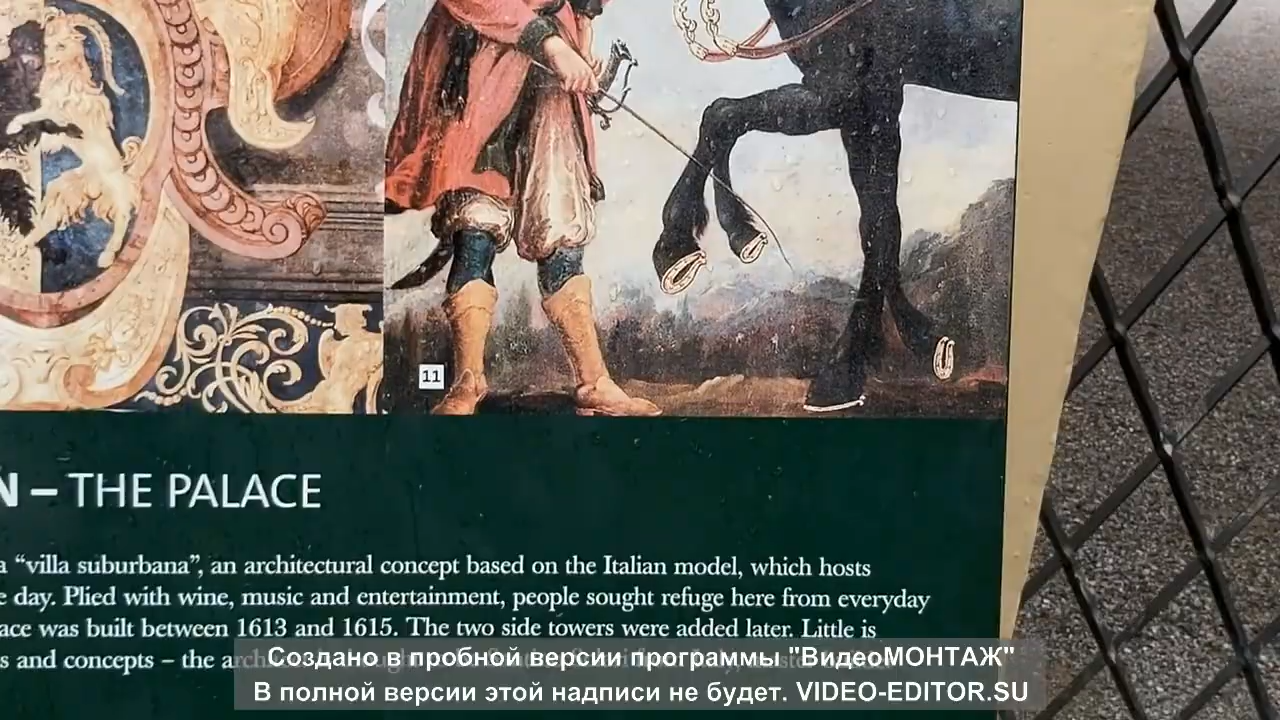 11
N – THE PALACE
a “villa suburbana”, an architectural concept based on the Italian model, which hosts
e day. Plied with wine, music and entertainment, people sought refuge here from everyday
ace was built between 1613 and 1615. The two side towers were added later. Little is
s and concepts – the
Создано в пробной версии программы "ВидеоМОНТАЖ"
В полной версии этой надписи не будет. VIDEO-EDITOR.SU